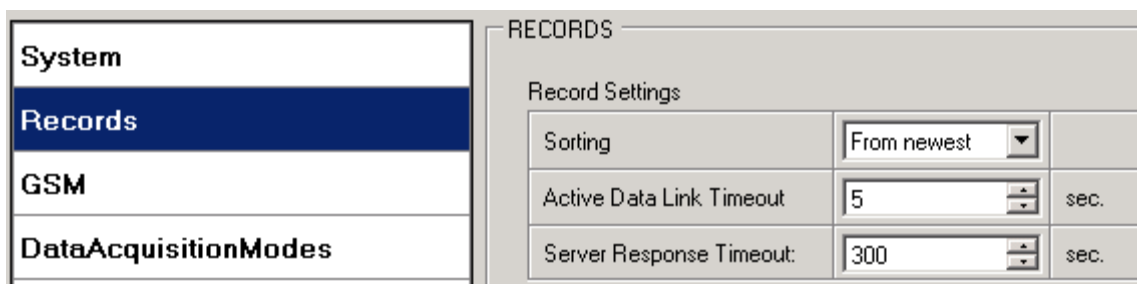 System
Records
GSM
DataAcquisitionModes
RECORDS
Record Settings
Sorting From newest
Active Data Link Timeout 5 sec.
Server Response Timeout: 300 sec.